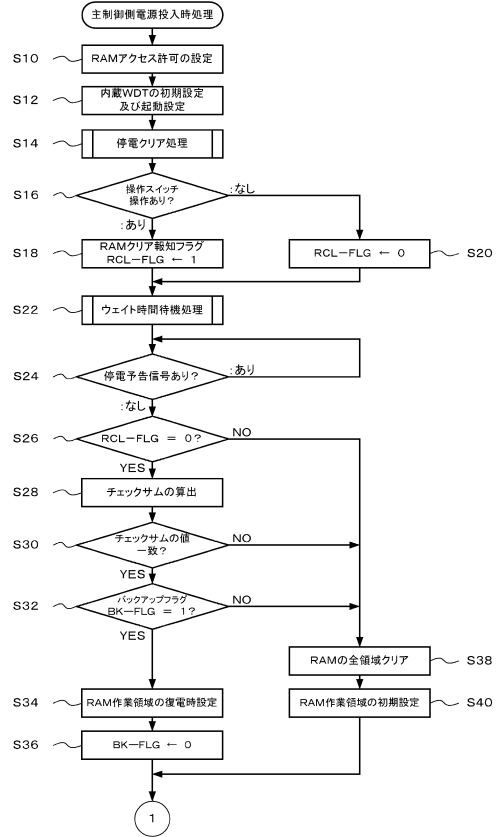 主制御側電源投入時処理
S10
RAMアクセス許可の設定
S12
内蔵WDTの初期設定
及び起動設定
S14
停電クリア処理
S16
操作スイッチ
操作あり?
:なし
:あり
S18
RAMクリア報知フラグ
RCL-FLG ← 1
RCL-FLG ← 0
S20
S22
ウェイト時間待機処理
S24
停電予告信号あり?
:あり
:なし
S26
RCL-FLG = 0?
NO
YES
S28
チェックサムの算出
S30
チェックサムの値
一致?
NO
YES
S32
バックアップフラグ
BK-FLG = 1?
NO
YES
RAMの全領域クリア
S38
S34
RAM作業領域の復電時設定
RAM作業領域の初期設定
S40
S36
BK-FLG ← 0
1